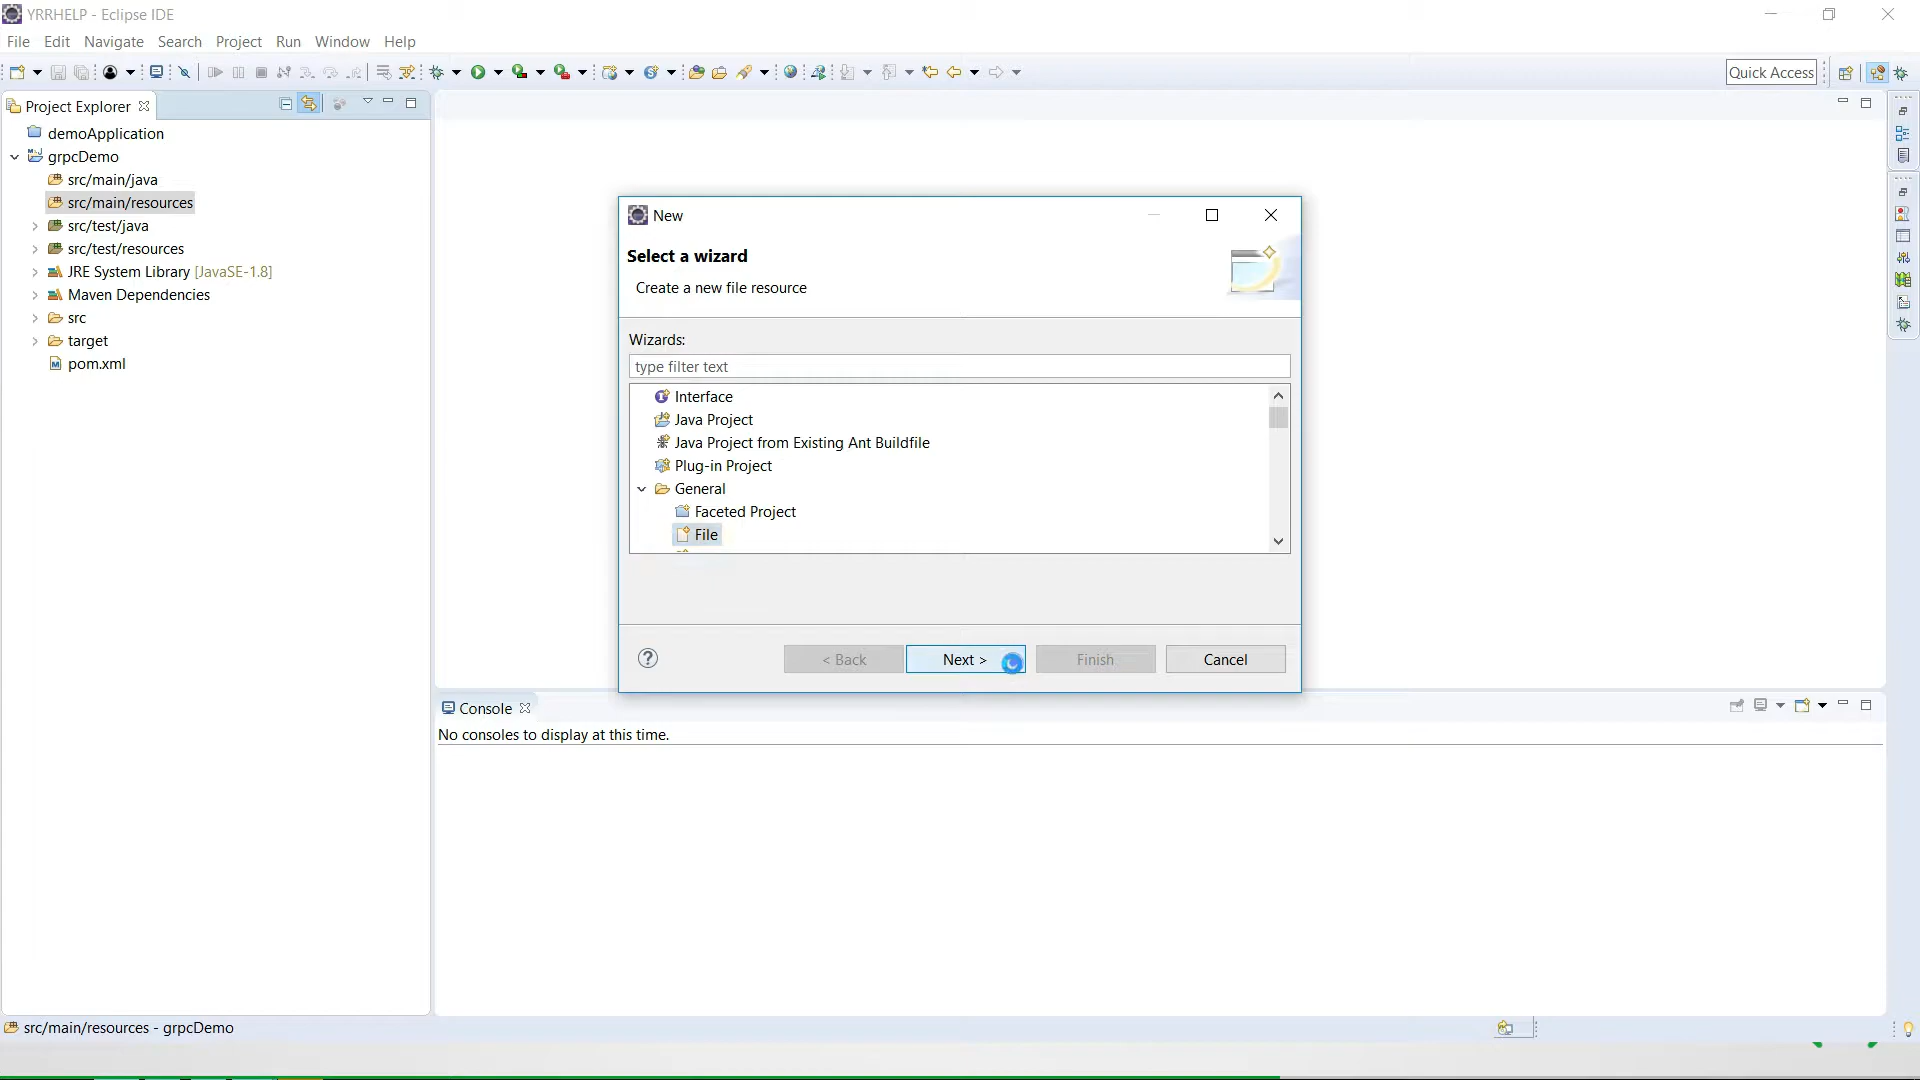 YRRHELP - Eclipse IDE
File Edit Navigate Search Project Run Window Help
Quick Access
Project Explorer
demoApplication
grpcDemo
src/main/java
src/main/resources
src/test/java
src/test/resources
JRE System Library [JavaSE-1.8]
Maven Dependencies
src
target
pom.xml
New
Select a wizard
Create a new file resource
Wizards:
type filter text
Interface
Java Project
Java Project from Existing Ant Buildfile
Plug-in Project
General
Faceted Project
File
< Back Next > Finish Cancel
Console
No consoles to display at this time.
src/main/resources - grpcDemo